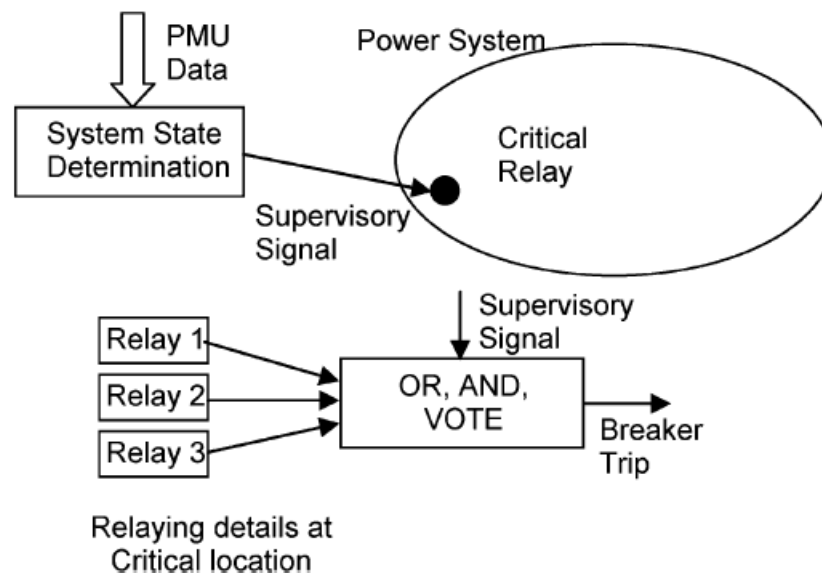 PMU
Data
Power System
System State
Determination
Critical
Relay
Supervisory
Signal
Supervisory
Signal
Relay 1
Relay 2
Relay 3
OR, AND,
VOTE
Breaker
Trip
Relaying details at
Critical location